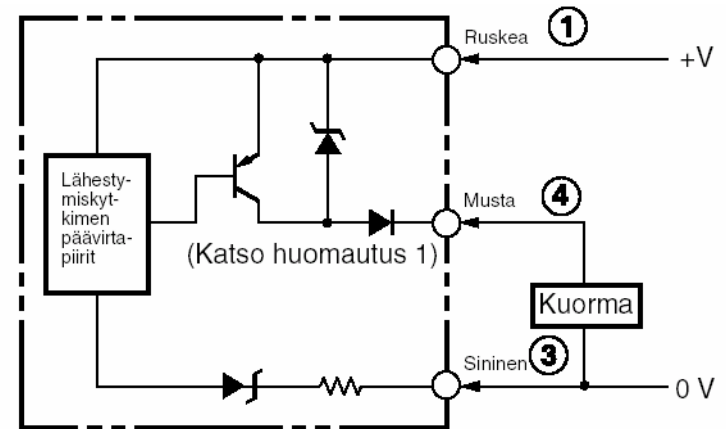 Ruskea
1
+V
Lähesty-
miskyt-
kimen
päävirta-
piirit
Musta
4
(Katso huomautus 1)
Kuorma
Sininen
3
0 V